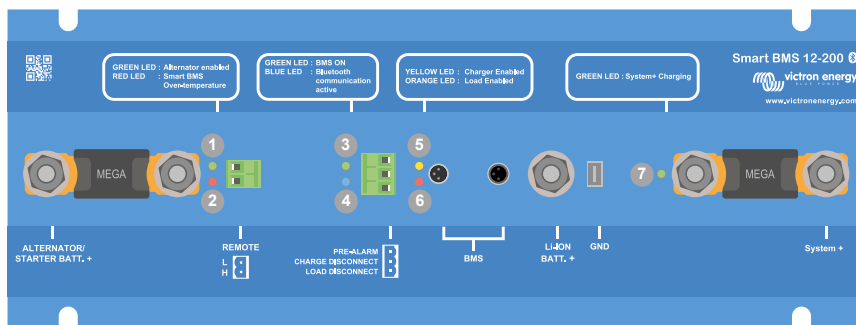 Smart BMS 12-200
victron energy
BLUE POWER
www.victronenergy.com
GREEN LED : Alternator enabled
RED LED : Smart BMS
Over-temperature
GREEN LED : BMS ON
BLUE LED : Bluetooth
communication
active
YELLOW LED : Charger Enabled
ORANGE LED : Load Enabled
GREEN LED : System+ Charging
1
2
3
4
5
6
7
MEGA
MEGA
ALTERNATOR/
STARTER BATT. +
REMOTE
L
H
PRE-ALARM
CHARGE DISCONNECT
LOAD DISCONNECT
BMS
LI-ION
BATT. +
GND
System +